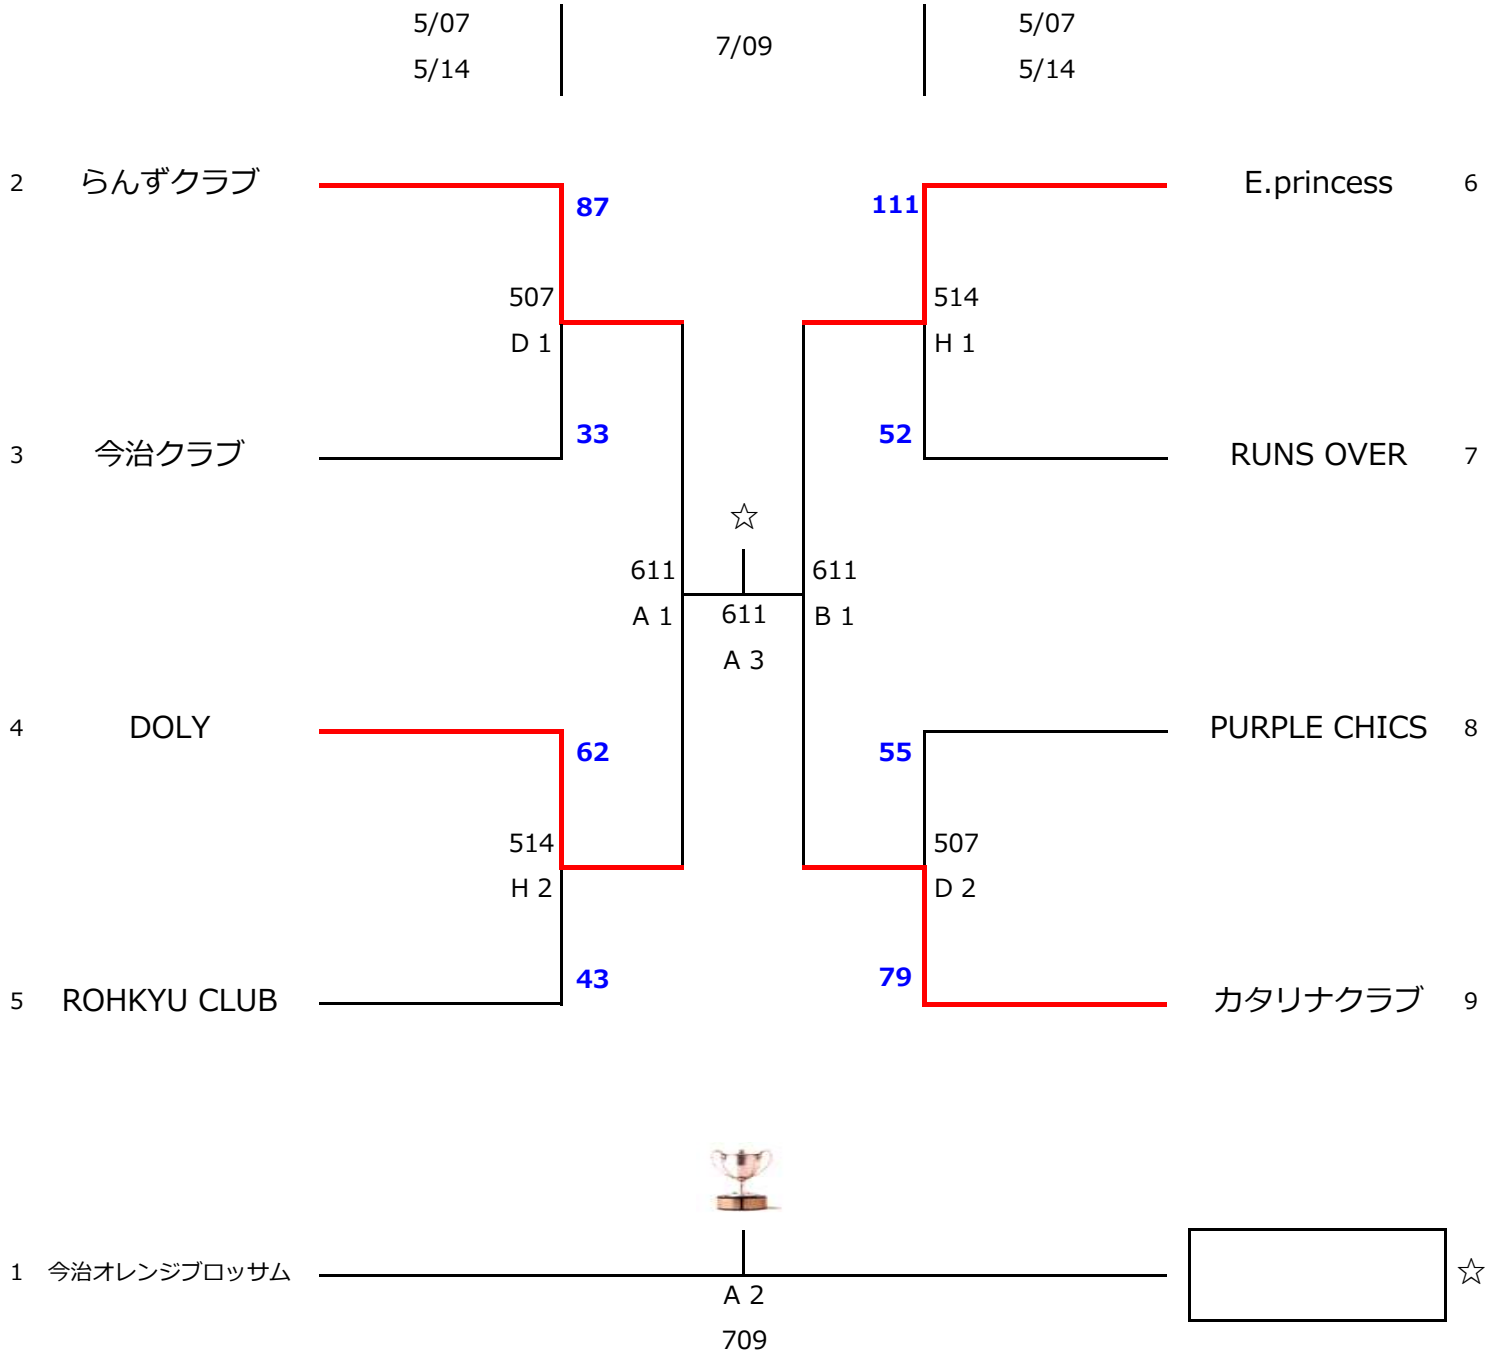 5/07 7/09 5/07
5/14 5/14
2 らんずクラブ 87 111 E.princess 6
507 514
D 1 H 1
3 今治クラブ 33 52 RUNS OVER 7
☆
611 611
A 1 611 B 1
A 3
4 DOLY 62 55 PURPLE CHICS 8
514 507
H 2 D 2
5 ROHKYU CLUB 43 79 カタリナクラブ 9
1 今治オレンジブロッサム ☆
A 2
709